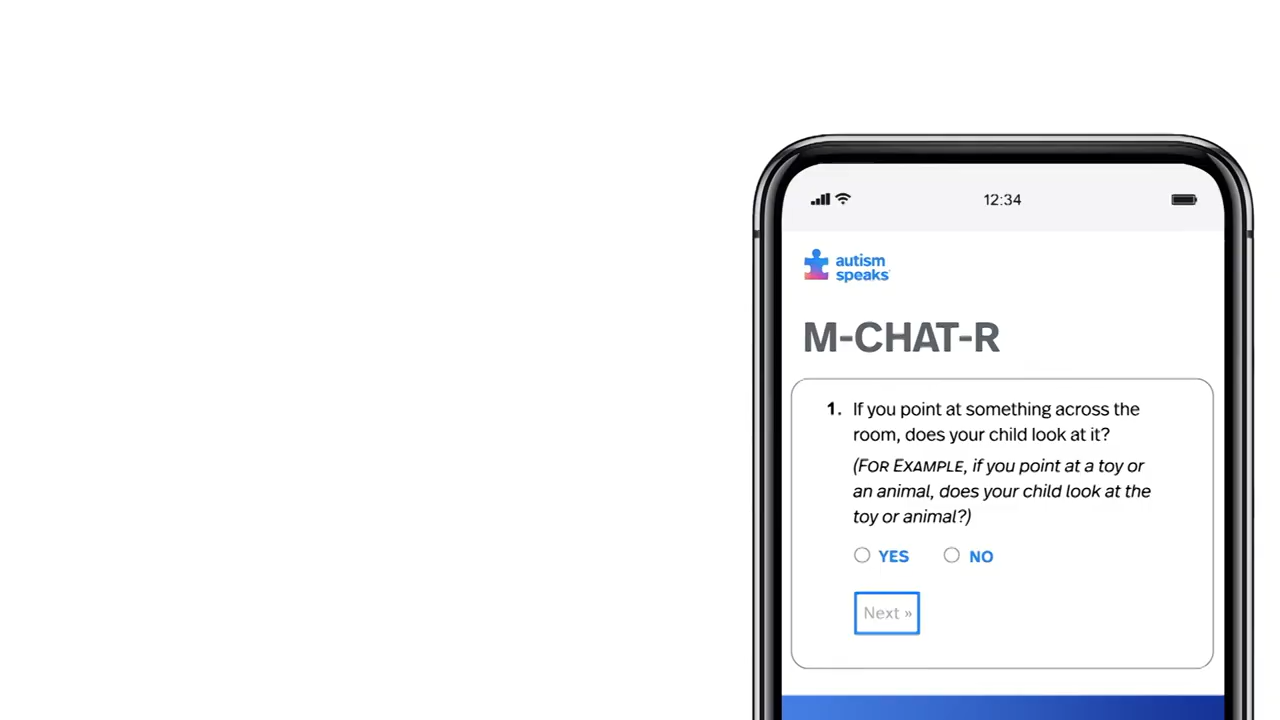 12:34
autism
speaks
M-CHAT-R
1. If you point at something across the
room, does your child look at it?
(FOR EXAMPLE, if you point at a toy or
an animal, does your child look at the
toy or animal?)
YES NO
Next »